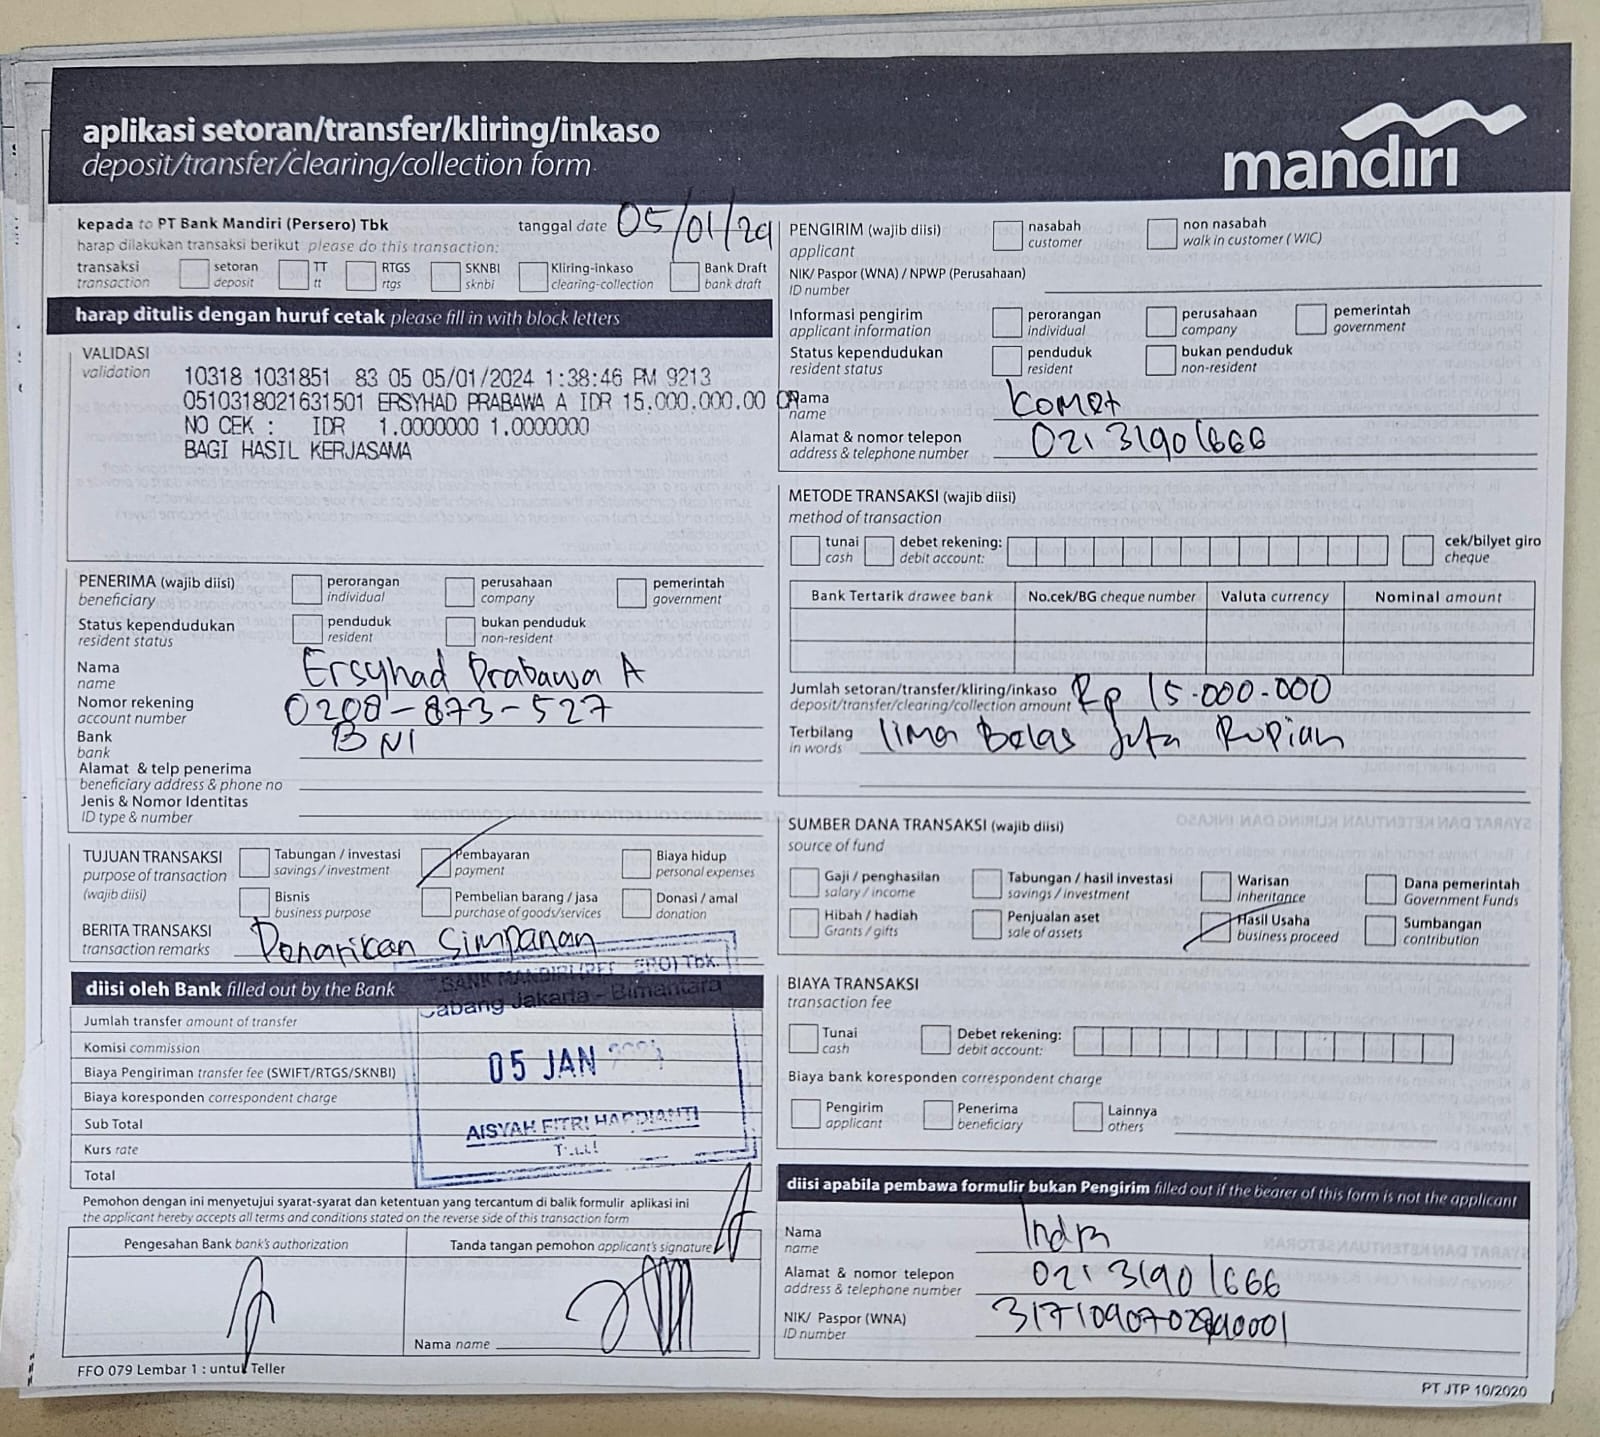 aplikasi setoran/transfer/kliring/inkaso
deposit/transfer/clearing/collection form
mandiri
kepada to PT Bank Mandiri (Persero) Tbk
tanggal date 05/01/24
harap dilakukan transaksi berikut please do this transaction:
transaksi transaction
setoran deposit
TT tt
RTGS rtgs
SKNBI sknbi
Kliring-inkaso clearing-collection
Bank Draft bank draft
harap ditulis dengan huruf cetak please fill in with block letters
VALIDASI
validation
10318 1031851 83 05 05/01/2024 1:38:46 PM 9213
0510318021631501 ERSYHAD PRABAWA A IDR 15.000.000.00 CR
NO CEK : IDR 1.0000000 1.0000000
BAGI HASIL KERJASAMA
PENERIMA (wajib diisi)
beneficiary
perorangan individual
perusahaan company
pemerintah government
Status kependudukan
resident status
penduduk resident
bukan penduduk non-resident
Nama
name
Ersyhad Prabawa A
Nomor rekening
account number
0208-873-527
Bank
bank
BNI
Alamat & telp penerima
beneficiary address & phone no
Jenis & Nomor Identitas
ID type & number
TUJUAN TRANSAKSI
purpose of transaction
(wajib diisi)
Tabungan / investasi savings / investment
Pembayaran payment
Biaya hidup personal expenses
Bisnis business purpose
Pembelian barang / jasa purchase of goods/services
Donasi / amal donation
BERITA TRANSAKSI
transaction remarks
Penarikan Simpanan
diisi oleh Bank filled out by the Bank
Jumlah transfer amount of transfer
Komisi commission
Biaya Pengiriman transfer fee (SWIFT/RTGS/SKNBI)
Biaya koresponden correspondent charge
Sub Total
Kurs rate
Total
BANK MANDIRI Tbk.
Cabang Jakarta - Bimantara
05 JAN
AISYAH FITRI HARDIANTI
Pemohon dengan ini menyetujui syarat-syarat dan ketentuan yang tercantum di balik formulir aplikasi ini
the applicant hereby accepts all terms and conditions stated on the reverse side of this transaction form
Pengesahan Bank bank's authorization
Tanda tangan pemohon applicant's signature
Nama name
FFO 079 Lembar 1 : untuk Teller
PENGIRIM (wajib diisi)
applicant
nasabah customer
non nasabah walk in customer ( WIC)
NIK/ Paspor (WNA) / NPWP (Perusahaan)
ID number
Informasi pengirim
applicant information
perorangan individual
perusahaan company
pemerintah government
Status kependudukan
resident status
penduduk resident
bukan penduduk non-resident
Nama
name
Komet
Alamat & nomor telepon
address & telephone number
021 31901666
METODE TRANSAKSI (wajib diisi)
method of transaction
tunai cash
debet rekening: debit account:
cek/bilyet giro cheque
Bank Tertarik drawee bank
No.cek/BG cheque number
Valuta currency
Nominal amount
Jumlah setoran/transfer/kliring/inkaso
deposit/transfer/clearing/collection amount
Rp 15.000.000
Terbilang
in words
lima Belas Juta Rupiah
SUMBER DANA TRANSAKSI (wajib diisi)
source of fund
Gaji / penghasilan salary / income
Tabungan / hasil investasi savings / investment
Warisan inheritance
Dana pemerintah Government Funds
Hibah / hadiah Grants / gifts
Penjualan aset sale of assets
Hasil Usaha business proceed
Sumbangan contribution
BIAYA TRANSAKSI
transaction fee
Tunai cash
Debet rekening: debit account:
Biaya bank koresponden correspondent charge
Pengirim applicant
Penerima beneficiary
Lainnya others
diisi apabila pembawa formulir bukan Pengirim filled out if the bearer of this form is not the applicant
Nama
name
Indra
Alamat & nomor telepon
address & telephone number
021 31901666
NIK/ Paspor (WNA)
ID number
PT JTP 10/2020